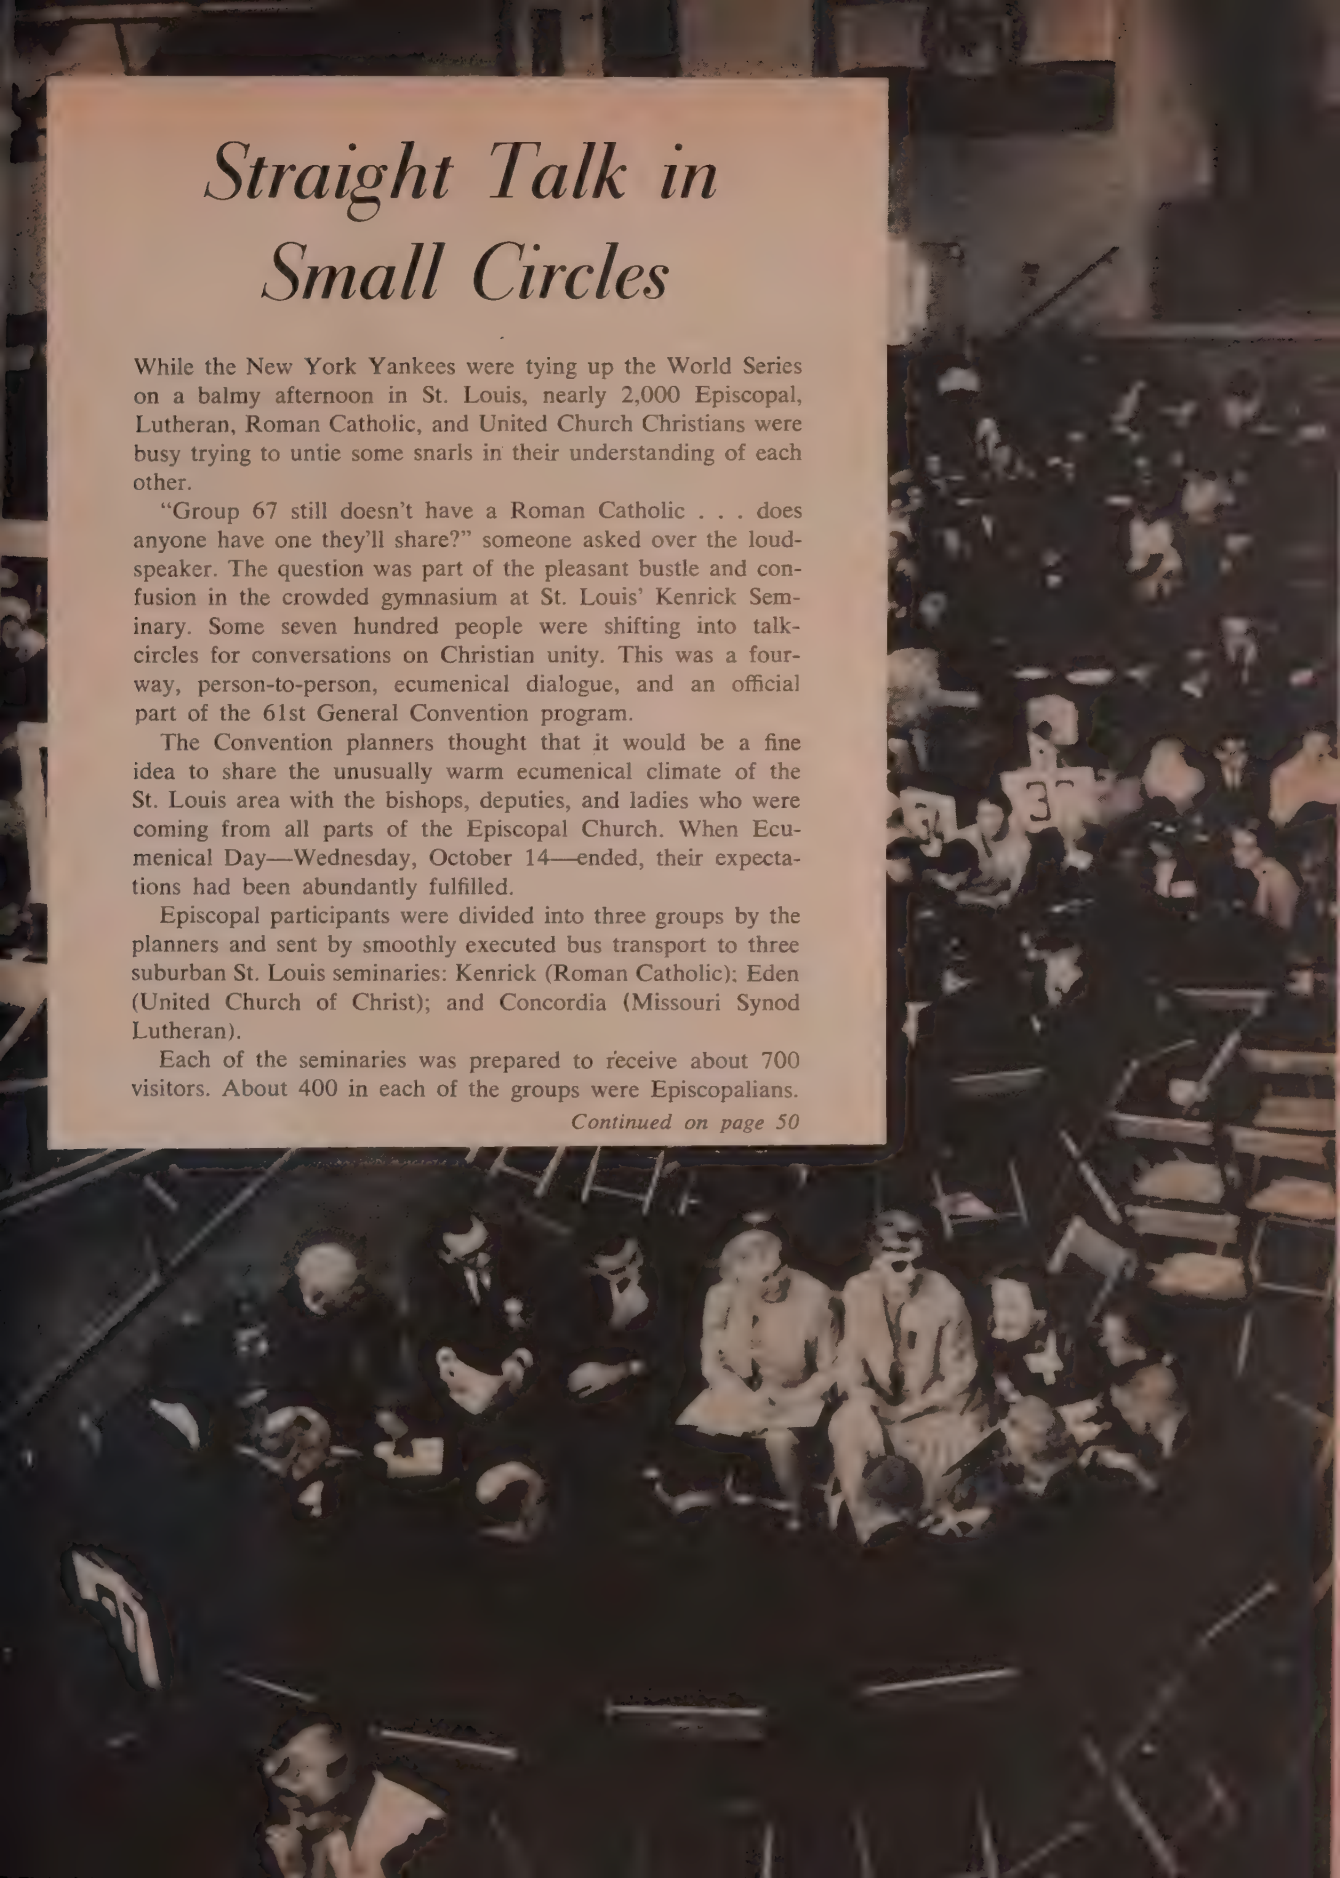 Straight Talk in
Small Circles
While the New York Yankees were tying up the World Series
on a balmy afternoon in St. Louis, nearly 2,000 Episcopal,
Lutheran, Roman Catholic, and United Church Christians were
busy trying to untie some snarls in their understanding of each
other.
"Group 67 still doesn't have a Roman Catholic . . . does
anyone have one they'll share?" someone asked over the loud-
speaker. The question was part of the pleasant bustle and con-
fusion in the crowded gymnasium at St. Louis' Kenrick Sem-
inary. Some seven hundred people were shifting into talk-
circles for conversations on Christian unity. This was a four-
way, person-to-person, ecumenical dialogue, and an official
part of the 61st General Convention program.
The Convention planners thought that it would be a fine
idea to share the unusually warm ecumenical climate of the
St. Louis area with the bishops, deputies, and ladies who were
coming from all parts of the Episcopal Church. When Ecu-
menical Day—Wednesday, October 14—ended, their expecta-
tions had been abundantly fulfilled.
Episcopal participants were divided into three groups by the
planners and sent by smoothly executed bus transport to three
suburban St. Louis seminaries: Kenrick (Roman Catholic); Eden
(United Church of Christ); and Concordia (Missouri Synod
Lutheran).
Each of the seminaries was prepared to receive about 700
visitors. About 400 in each of the groups were Episcopalians.
Continued on page 50